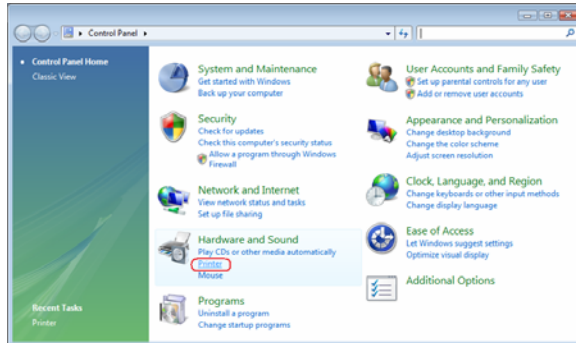 Control Panel
Control Panel Home
Classic View
System and Maintenance
Get started with Windows
Back up your computer
Security
Check for updates
Check this computer's security status
Allow a program through Windows
Firewall
Network and Internet
View network status and tasks
Set up file sharing
Hardware and Sound
Play CDs or other media automatically
Printer
Mouse
Programs
Uninstall a program
Change startup programs
User Accounts and Family Safety
Set up parental controls for any user
Add or remove user accounts
Appearance and Personalization
Change desktop background
Change the color scheme
Adjust screen resolution
Clock, Language, and Region
Change keyboards or other input methods
Change display language
Ease of Access
Let Windows suggest settings
Optimize visual display
Additional Options
Recent Tasks
Printer